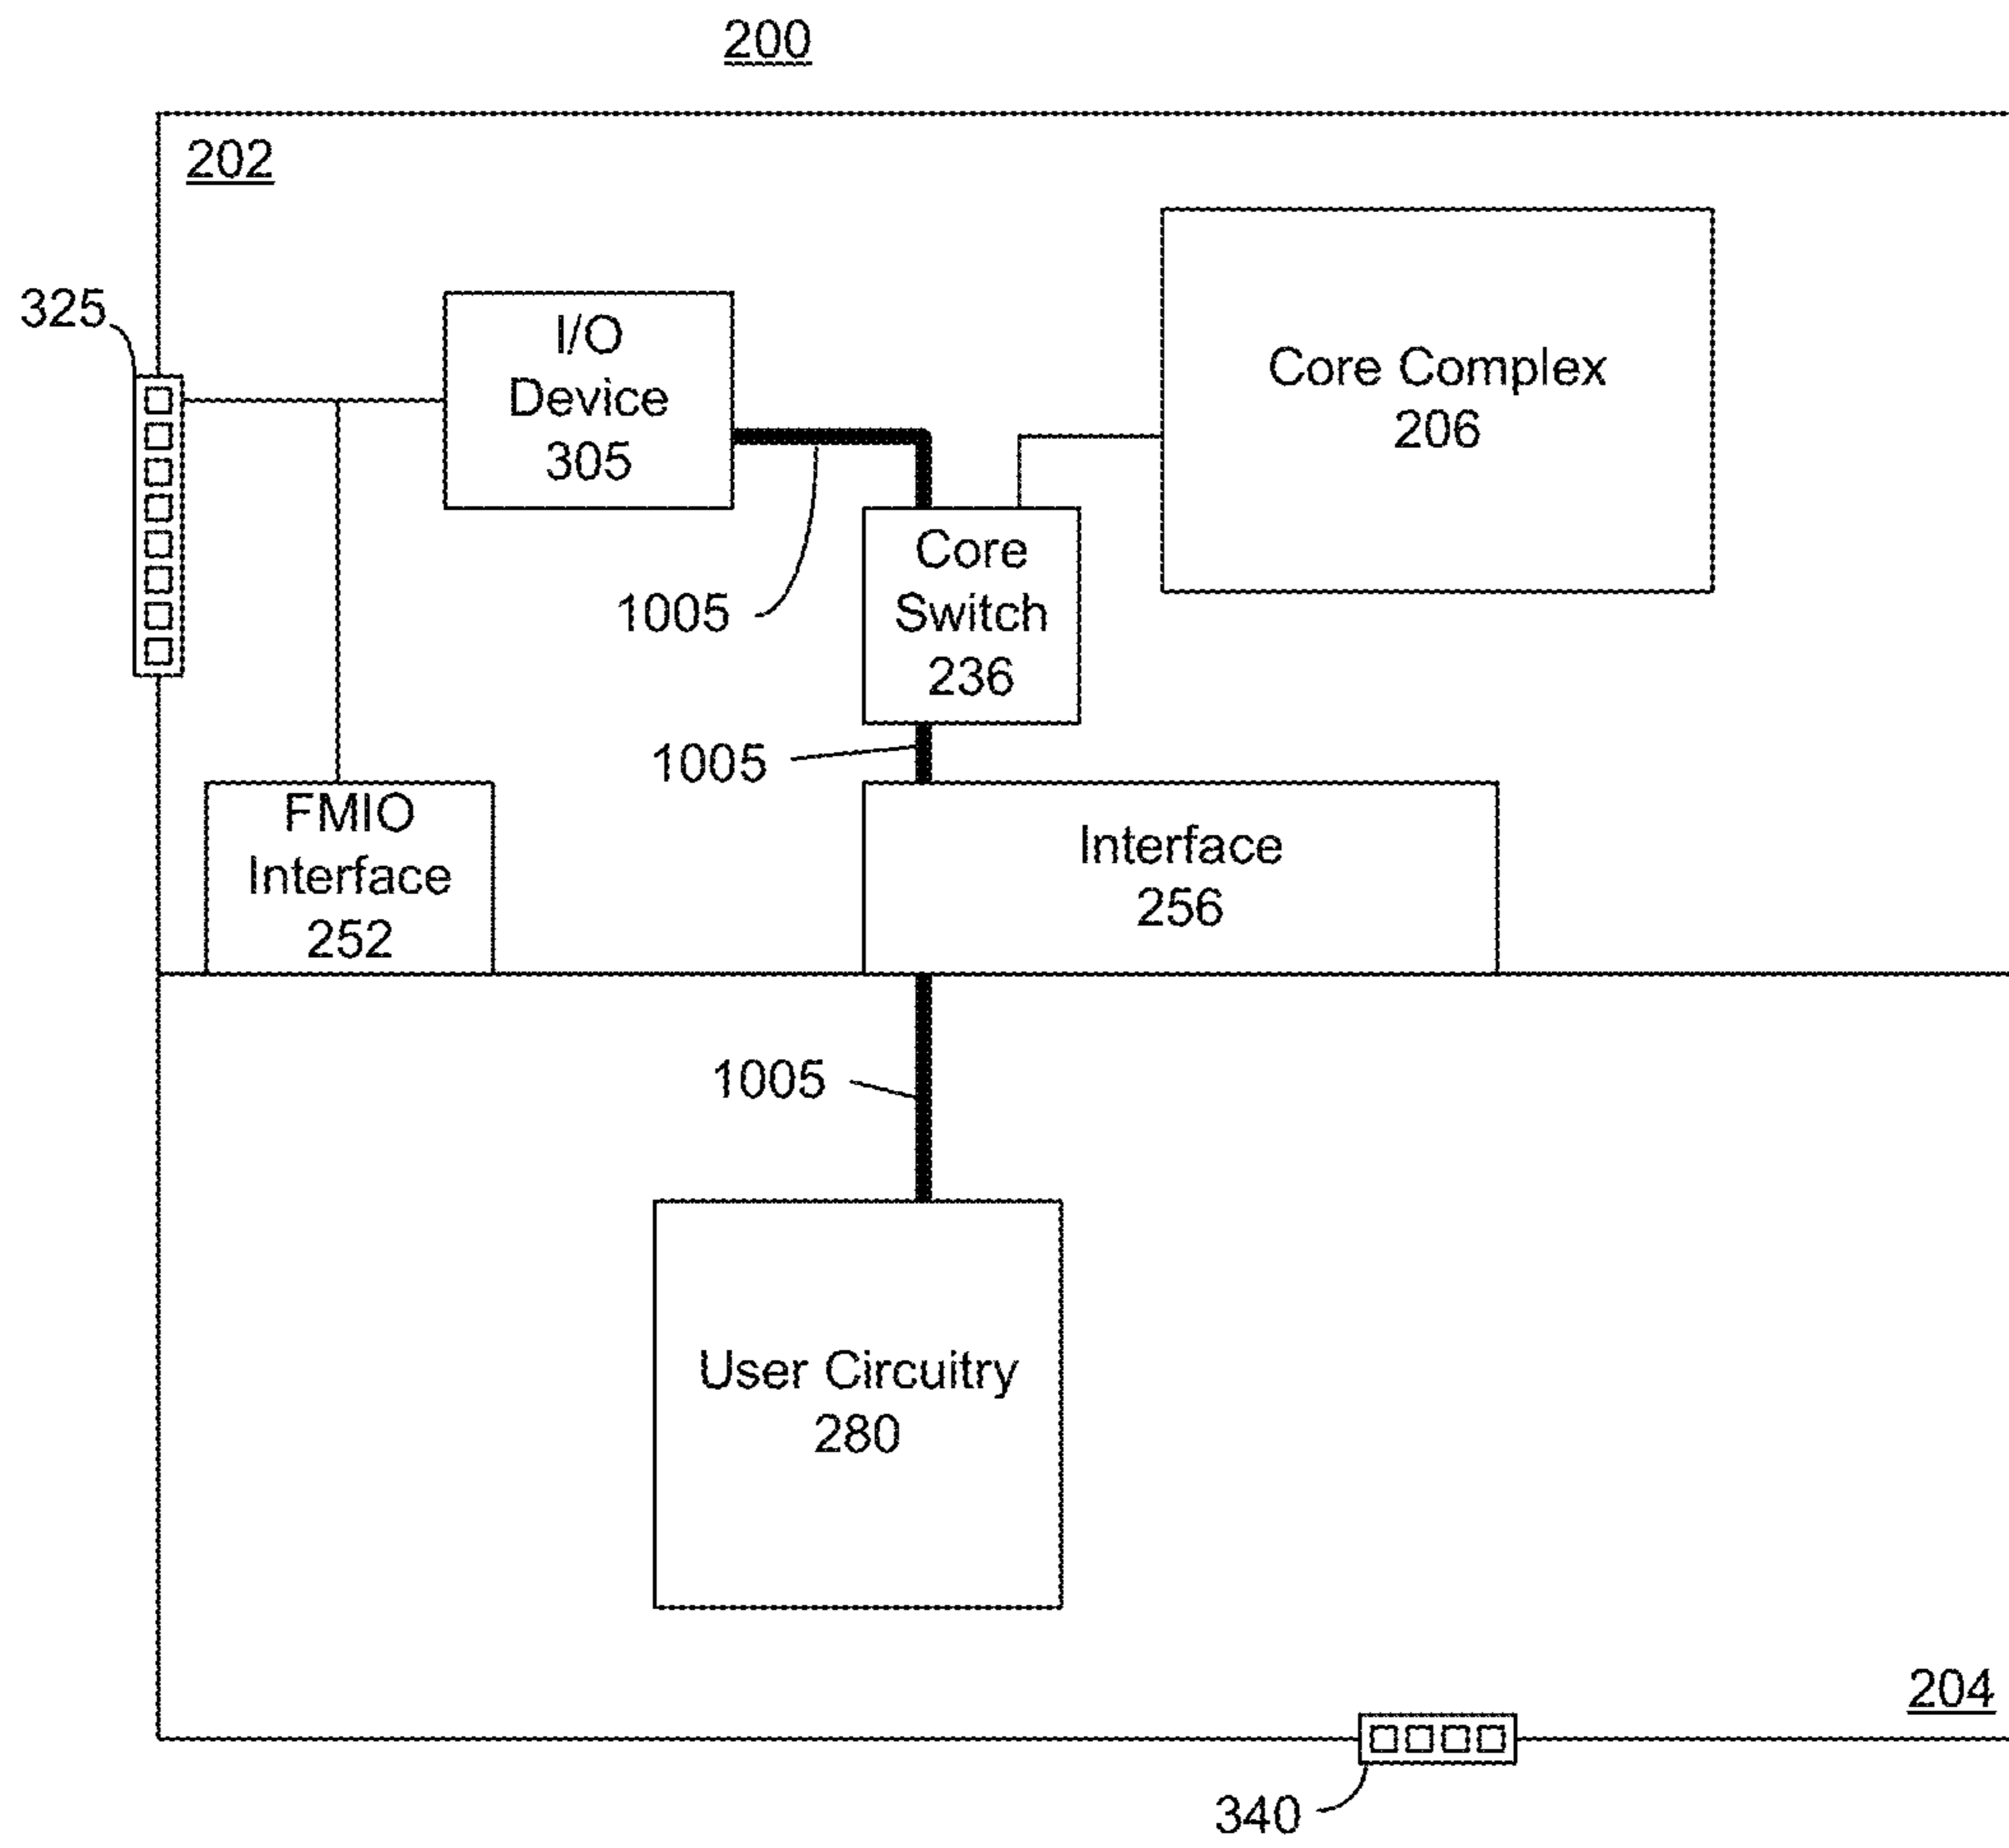 200
202
325
I/O
Device
305
Core Complex
206
1005
Core
Switch
236
1005
FMIO
Interface
252
Interface
256
1005
User Circuitry
280
204
340